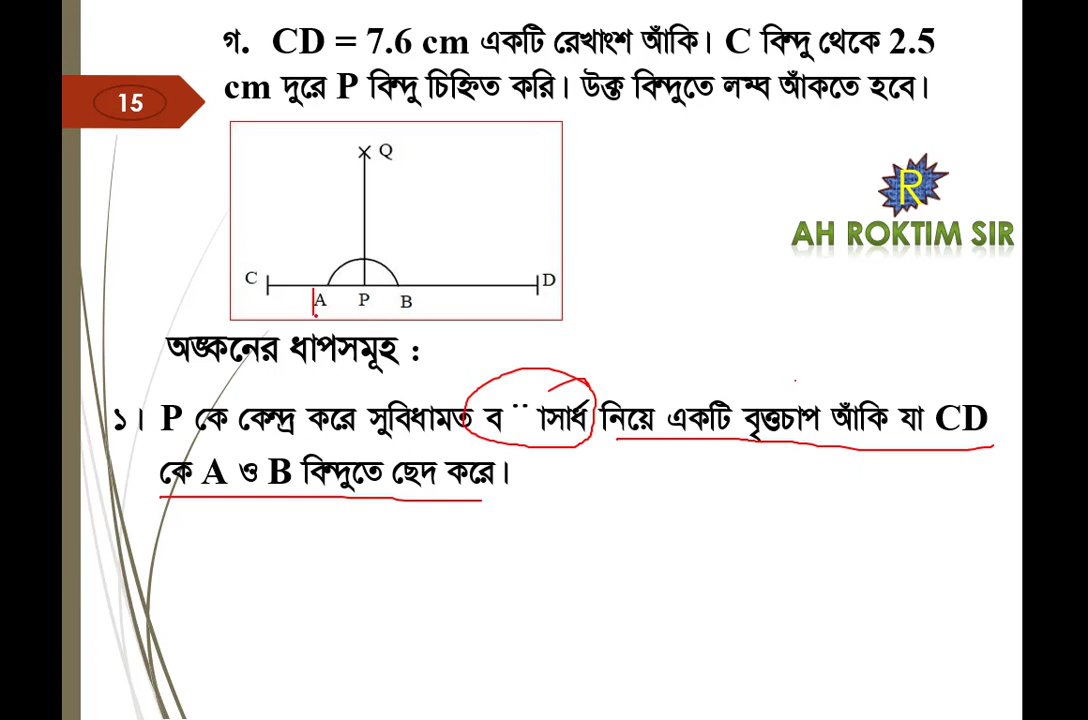 গ. CD = 7.6 cm একটি রেখাংশ আঁকি। C বিন্দু থেকে 2.5
cm দুরে P বিন্দু চিহ্নিত করি। উক্ত বিন্দুতে লম্ব আঁকতে হবে।
15
Q
R
AH ROKTIM SIR
C D
A P B
অঙ্কনের ধাপসমূহ :
১। P কে কেন্দ্র করে সুবিধামত ব ¨াসার্ধ নিয়ে একটি বৃত্তচাপ আঁকি যা CD
কে A ও B বিন্দুতে ছেদ করে।